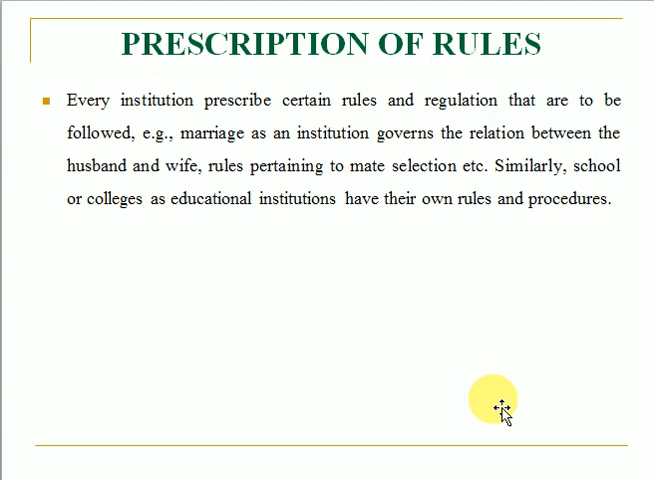 PRESCRIPTION OF RULES
Every institution prescribe certain rules and regulation that are to be
followed, e.g., marriage as an institution governs the relation between the
husband and wife, rules pertaining to mate selection etc. Similarly, school
or colleges as educational institutions have their own rules and procedures.